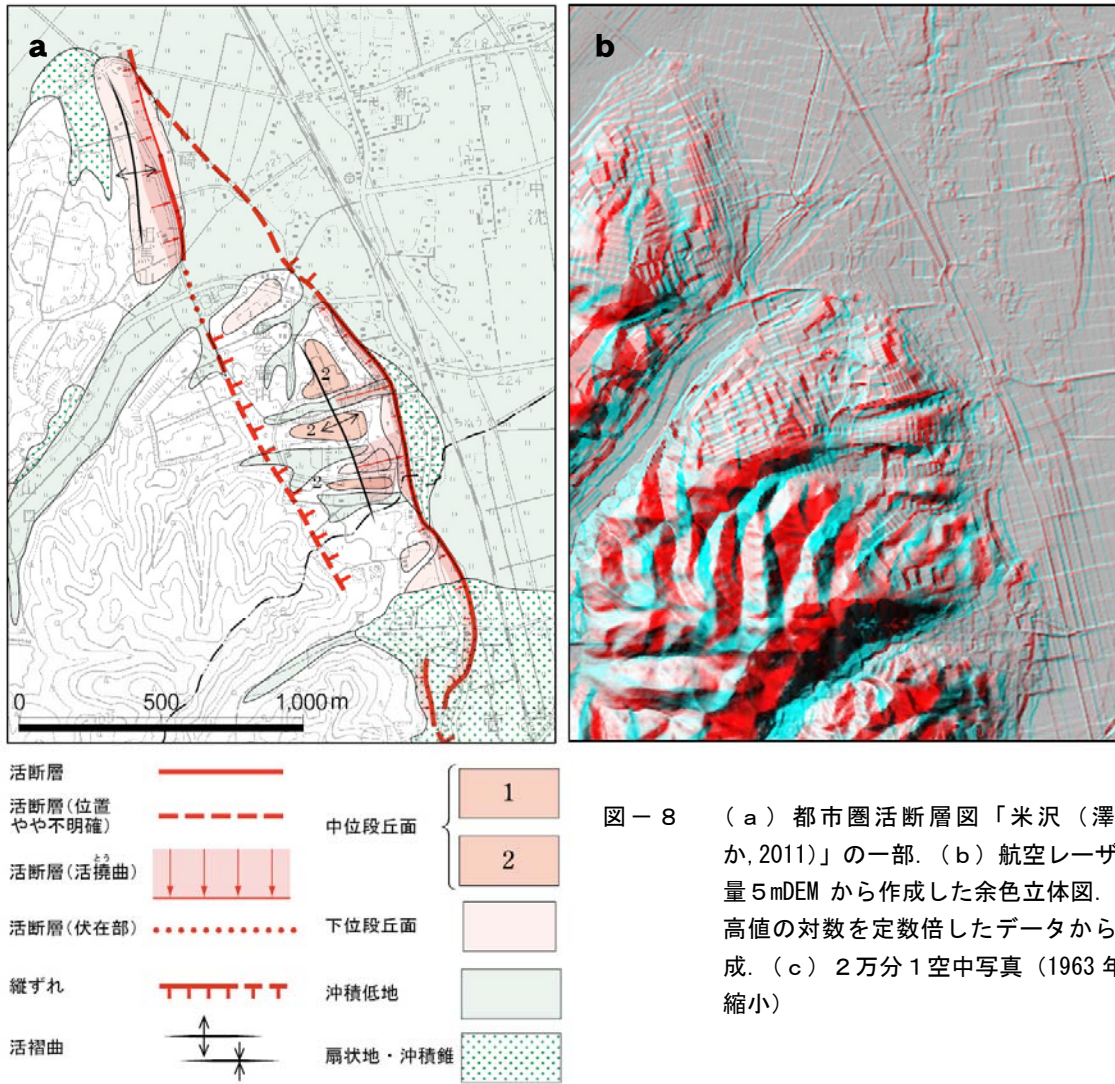 a
b
2
2
2
0 500 1,000m
活断層
活断層(位置
やや不明確)
活断層(活撓曲)
とう
活断層(伏在部)
縦ずれ
活褶曲
中位段丘面
1
2
下位段丘面
沖積低地
扇状地・沖積錐
図－8 (a)都市圏活断層図「米沢(澤
か,2011)」の一部.(b)航空レーザ
量5mDEM から作成した余色立体図.
高値の対数を定数倍したデータから
成.(c)2万分1空中写真(1963年
縮小)